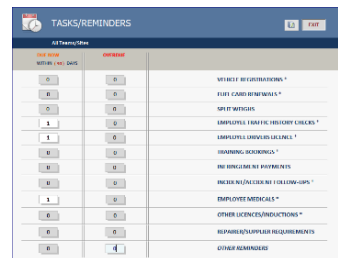 TASKS/REMINDERS
EXIT
All Teams/Sites
DUE NOW OVERDUE
WITHIN DAYS
0 0 VEHICLE REGISTRATIONS *
0 0 FUEL CARD RENEWALS *
0 0 SPLIT WEIGHS
1 0 EMPLOYEE TRAFFIC HISTORY CHECKS *
1 0 EMPLOYEE DRIVERS LICENCE *
0 0 TRAINING BOOKINGS *
0 0 INFRINGEMENT PAYMENTS
0 0 INCIDENT/ACCIDENT FOLLOW-UPS *
1 0 EMPLOYEE MEDICALS *
0 0 OTHER LICENCES/INDUCTIONS *
0 0 REPAIRER/SUPPLIER REQUIREMENTS
0 0 OTHER REMINDERS